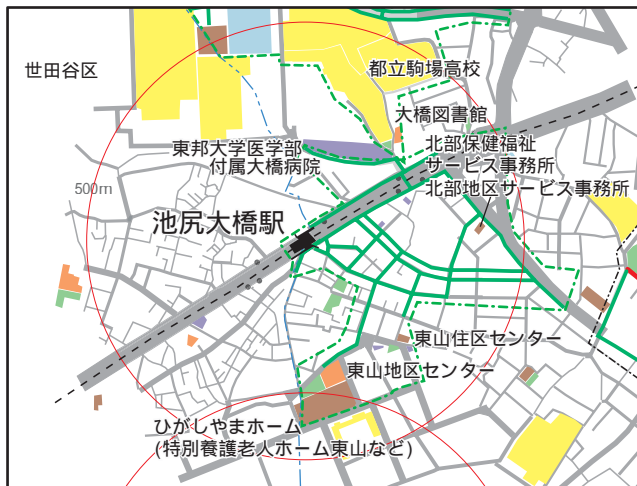 世田谷区
都立駒場高校
大橋図書館
東邦大学医学部
付属大橋病院
北部保健福祉
サービス事務所
北部地区サービス事務所
500m
池尻大橋駅
東山住区センター
東山地区センター
ひがしやまホーム
(特別養護老人ホーム東山など)